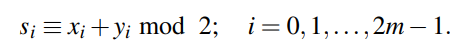 sᵢ ≡ xᵢ + yᵢ mod 2;  i = 0, 1, . . . , 2m − 1.